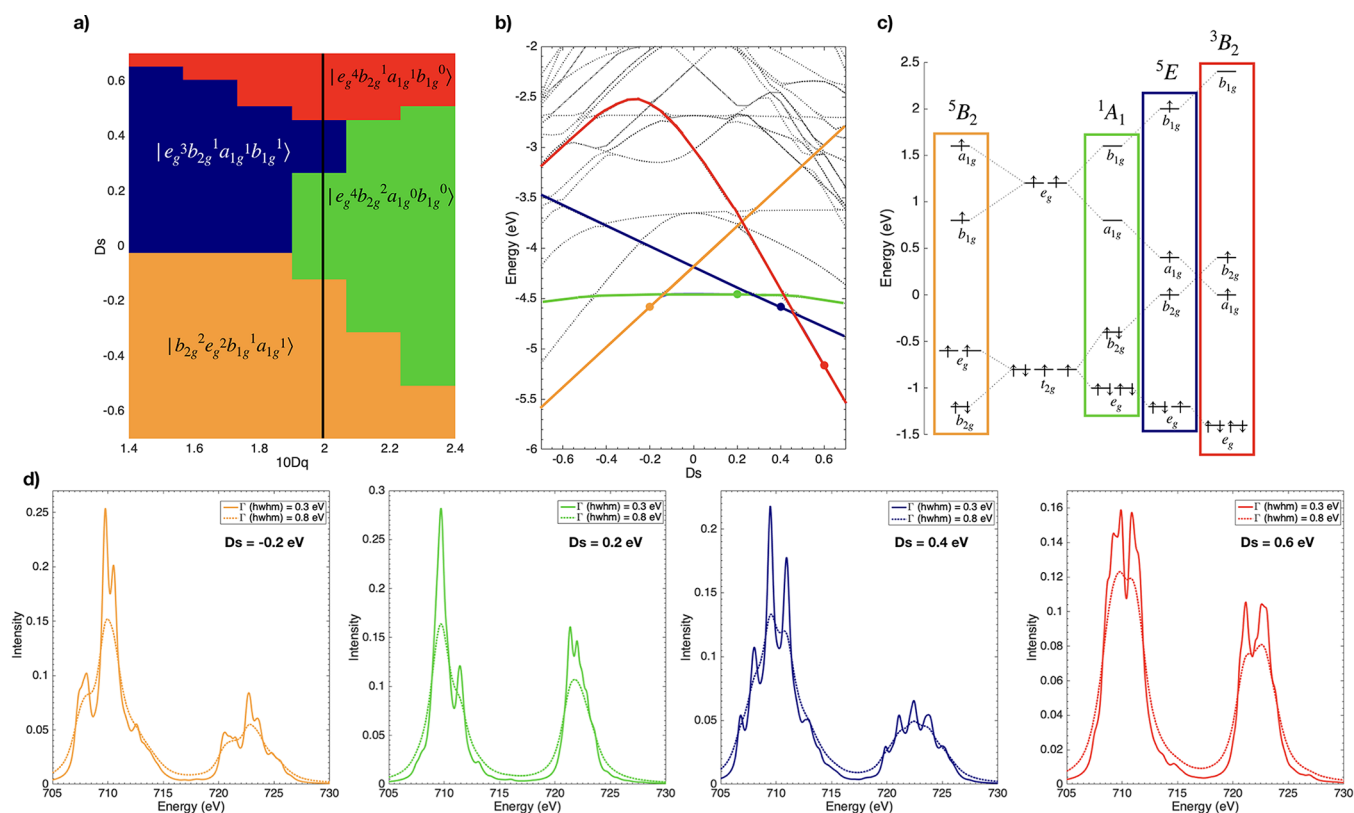 a)
|e_g^4 b_2g^1 a_1g^1 b_1g^0⟩
|e_g^3 b_2g^1 a_1g^1 b_1g^1⟩
|e_g^4 b_2g^2 a_1g^0 b_1g^0⟩
|b_2g^2 e_g^2 b_1g^1 a_1g^1⟩
0.6
0.4
0.2
0
-0.2
-0.4
-0.6
Ds
1.4 1.6 1.8 2 2.2 2.4
10Dq
b)
-2
-2.5
-3
-3.5
-4
-4.5
-5
-5.5
-6
Energy (eV)
-0.6 -0.4 -0.2 0 0.2 0.4 0.6
Ds
c)
2.5
2.0
1.5
1.0
0.5
0
-0.5
-1
-1.5
Energy (eV)
^5B_2
a_1g
b_1g
e_g
b_2g
e_g
t_2g
^1A_1
b_1g
a_1g
b_2g
e_g
^5E
b_1g
a_1g
b_2g
e_g
^3B_2
b_1g
b_2g
a_1g
e_g
d)
Γ (hwhm) = 0.3 eV
Γ (hwhm) = 0.8 eV
Ds = -0.2 eV
0.25
0.2
0.15
0.1
0.05
0
Intensity
705 710 715 720 725 730
Energy (eV)
Γ (hwhm) = 0.3 eV
Γ (hwhm) = 0.8 eV
Ds = 0.2 eV
0.3
0.25
0.2
0.15
0.1
0.05
0
Intensity
705 710 715 720 725 730
Energy (eV)
Γ (hwhm) = 0.3 eV
Γ (hwhm) = 0.8 eV
Ds = 0.4 eV
0.2
0.15
0.1
0.05
0
Intensity
705 710 715 720 725 730
Energy (eV)
Γ (hwhm) = 0.3 eV
Γ (hwhm) = 0.8 eV
Ds = 0.6 eV
0.16
0.14
0.12
0.1
0.08
0.06
0.04
0.02
0
Intensity
705 710 715 720 725 730
Energy (eV)